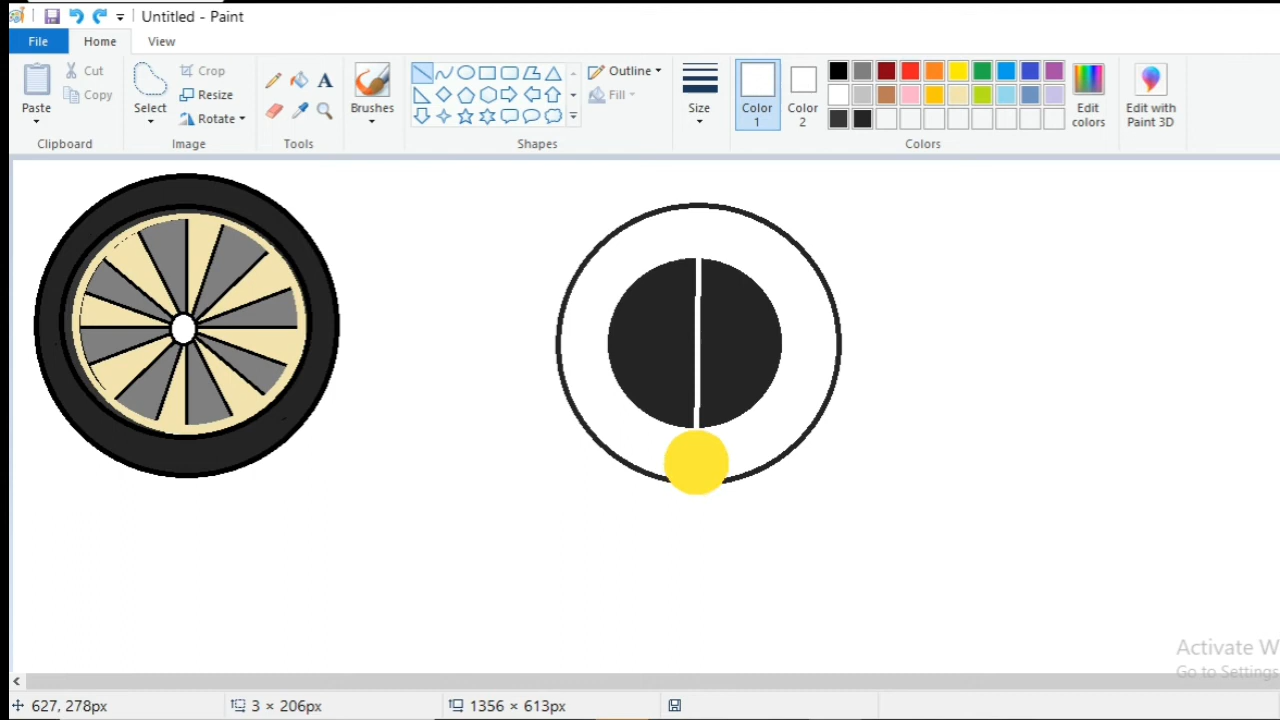 Untitled - Paint
File Home View
Cut
Copy
Paste
Clipboard
Crop
Resize
Rotate
Select
Image
A
Tools
Brushes
Outline
Fill
Shapes
Size
Color 1
Color 2
Edit colors
Colors
Edit with Paint 3D
Activate W
Go to Settings
627, 278px
3 × 206px
1356 × 613px